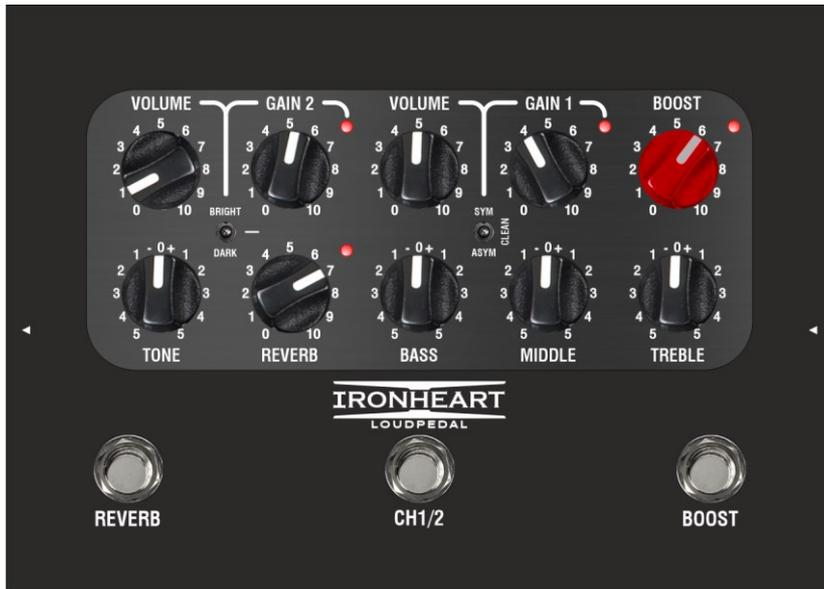 VOLUME GAIN 2 VOLUME GAIN 1 BOOST
0 1 2 3 4 5 6 7 8 9 10
0 1 2 3 4 5 6 7 8 9 10
0 1 2 3 4 5 6 7 8 9 10
0 1 2 3 4 5 6 7 8 9 10
0 1 2 3 4 5 6 7 8 9 10
BRIGHT
DARK
SYM
ASYM
CLEAN
5 4 3 2 1 - 0 + 1 2 3 4 5
0 1 2 3 4 5 6 7 8 9 10
5 4 3 2 1 - 0 + 1 2 3 4 5
5 4 3 2 1 - 0 + 1 2 3 4 5
5 4 3 2 1 - 0 + 1 2 3 4 5
TONE REVERB BASS MIDDLE TREBLE
IRONHEART
LOUDPEDAL
REVERB CH1/2 BOOST